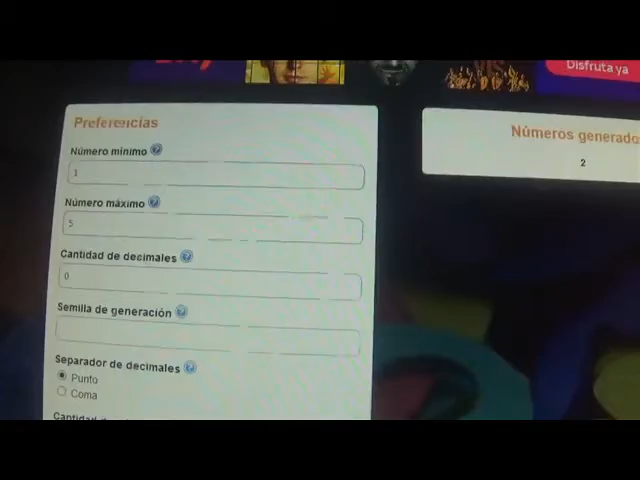 Disfruta ya
Preferencias
Número mínimo
1
Número máximo
5
Cantidad de decimales
0
Semilla de generación
Separador de decimales
Punto
Coma
Números generado
2